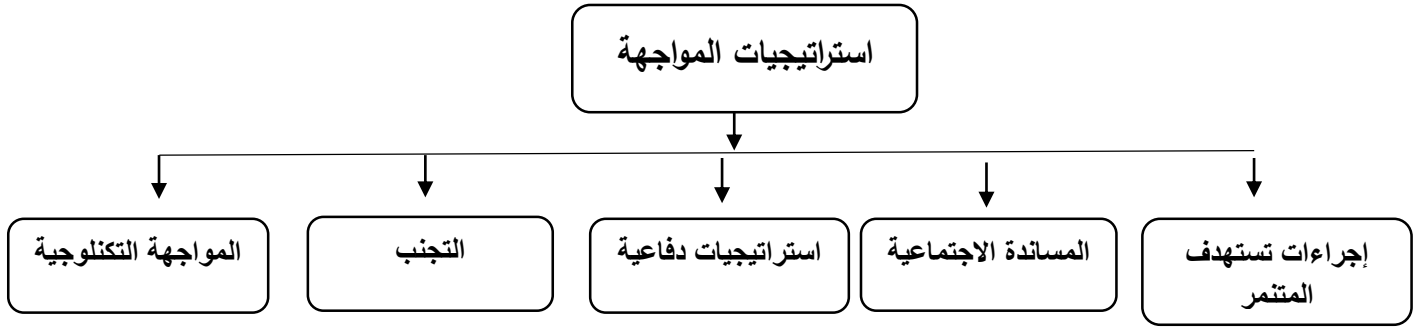 استراتيجيات المواجهة
إجراءات تستهدف
المتنمر
المساندة الاجتماعية
استراتيجيات دفاعية
التجنب
المواجهة التكنلوجية